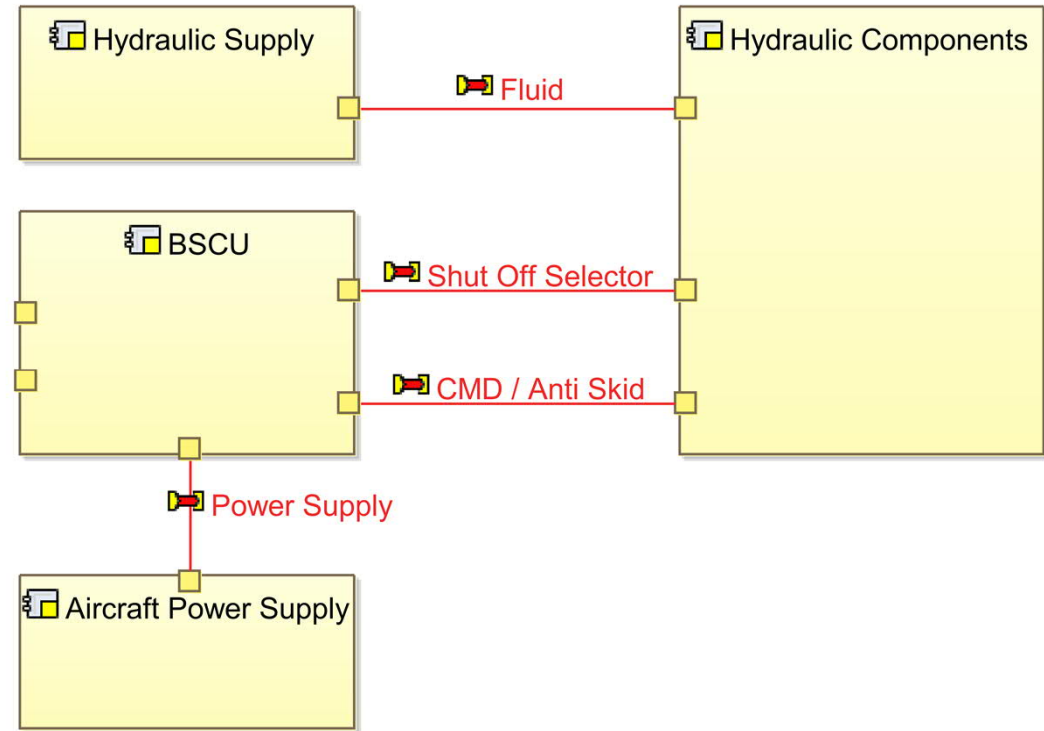 Hydraulic Supply
Hydraulic Components
Fluid
BSCU
Shut Off Selector
CMD / Anti Skid
Power Supply
Aircraft Power Supply